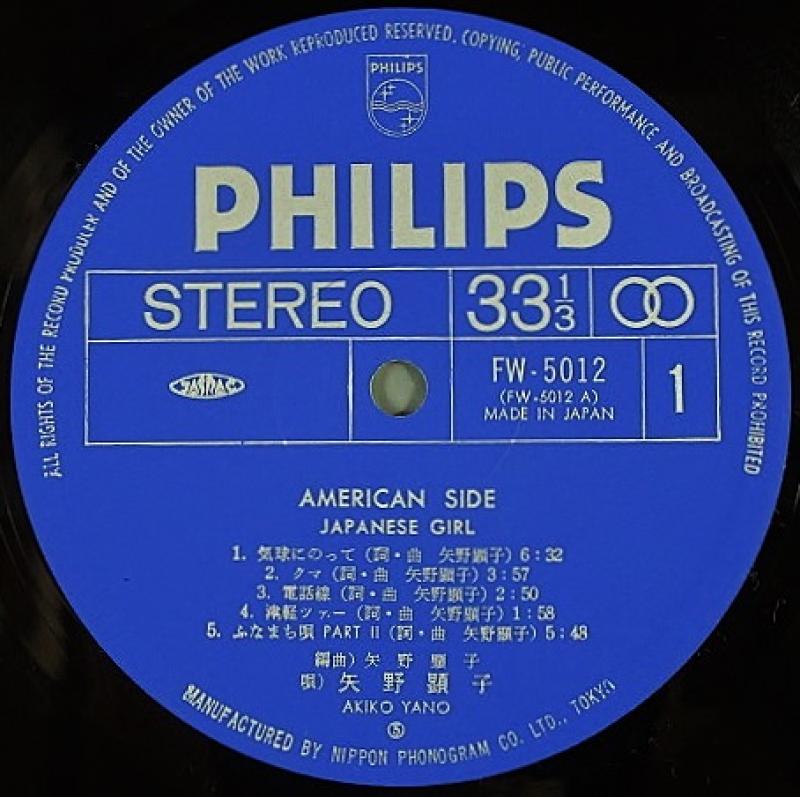 ALL RIGHTS OF THE RECORD PRODUCER AND OF THE OWNER OF THE WORK REPRODUCED RESERVED. COPYING, PUBLIC PERFORMANCE AND BROADCASTING OF THIS RECORD PROHIBITED
PHILIPS
PHILIPS
STEREO 33 1/3
JASRAC
FW-5012
(FW-5012 A)
MADE IN JAPAN
1
AMERICAN SIDE
JAPANESE GIRL
1. 気球にのって (詞・曲 矢野顕子) 6:32
2. クマ (詞・曲 矢野顕子) 3:57
3. 電話線 (詞・曲 矢野顕子) 2:50
4. 津軽ツァー (詞・曲 矢野顕子) 1:58
5. ふなまち唄 PART II (詞・曲 矢野顕子) 5:48
編曲) 矢野顕子
唄) 矢野顕子
AKIKO YANO
⑤
MANUFACTURED BY NIPPON PHONOGRAM CO. LTD., TOKYO